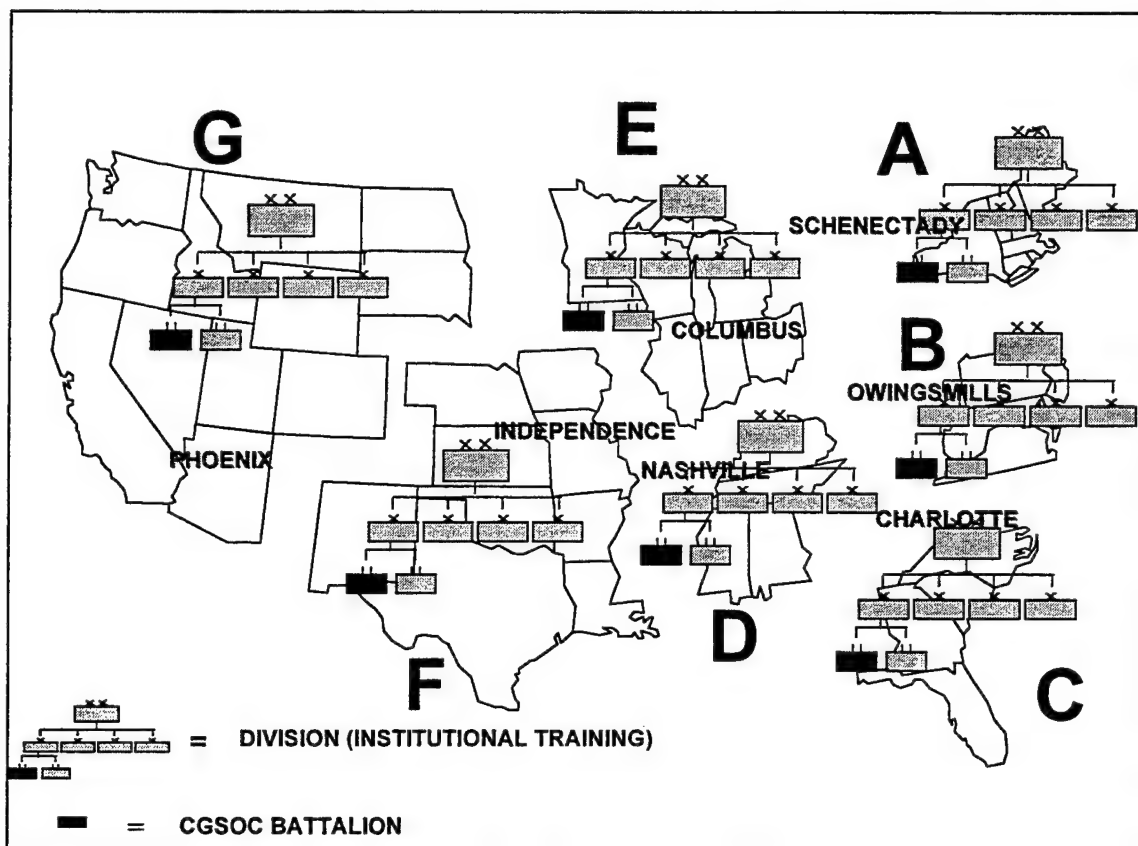 G
E
A
SCHENECTADY
COLUMBUS
B
OWINGSMILLS
INDEPENDENCE
PHOENIX
NASHVILLE
CHARLOTTE
D
F
C
= DIVISION (INSTITUTIONAL TRAINING)
= CGSOC BATTALION